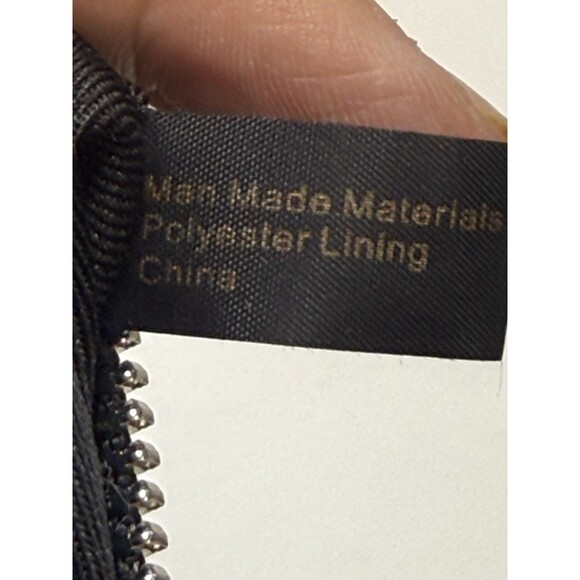 Man Made Materials
Polyester Lining
China